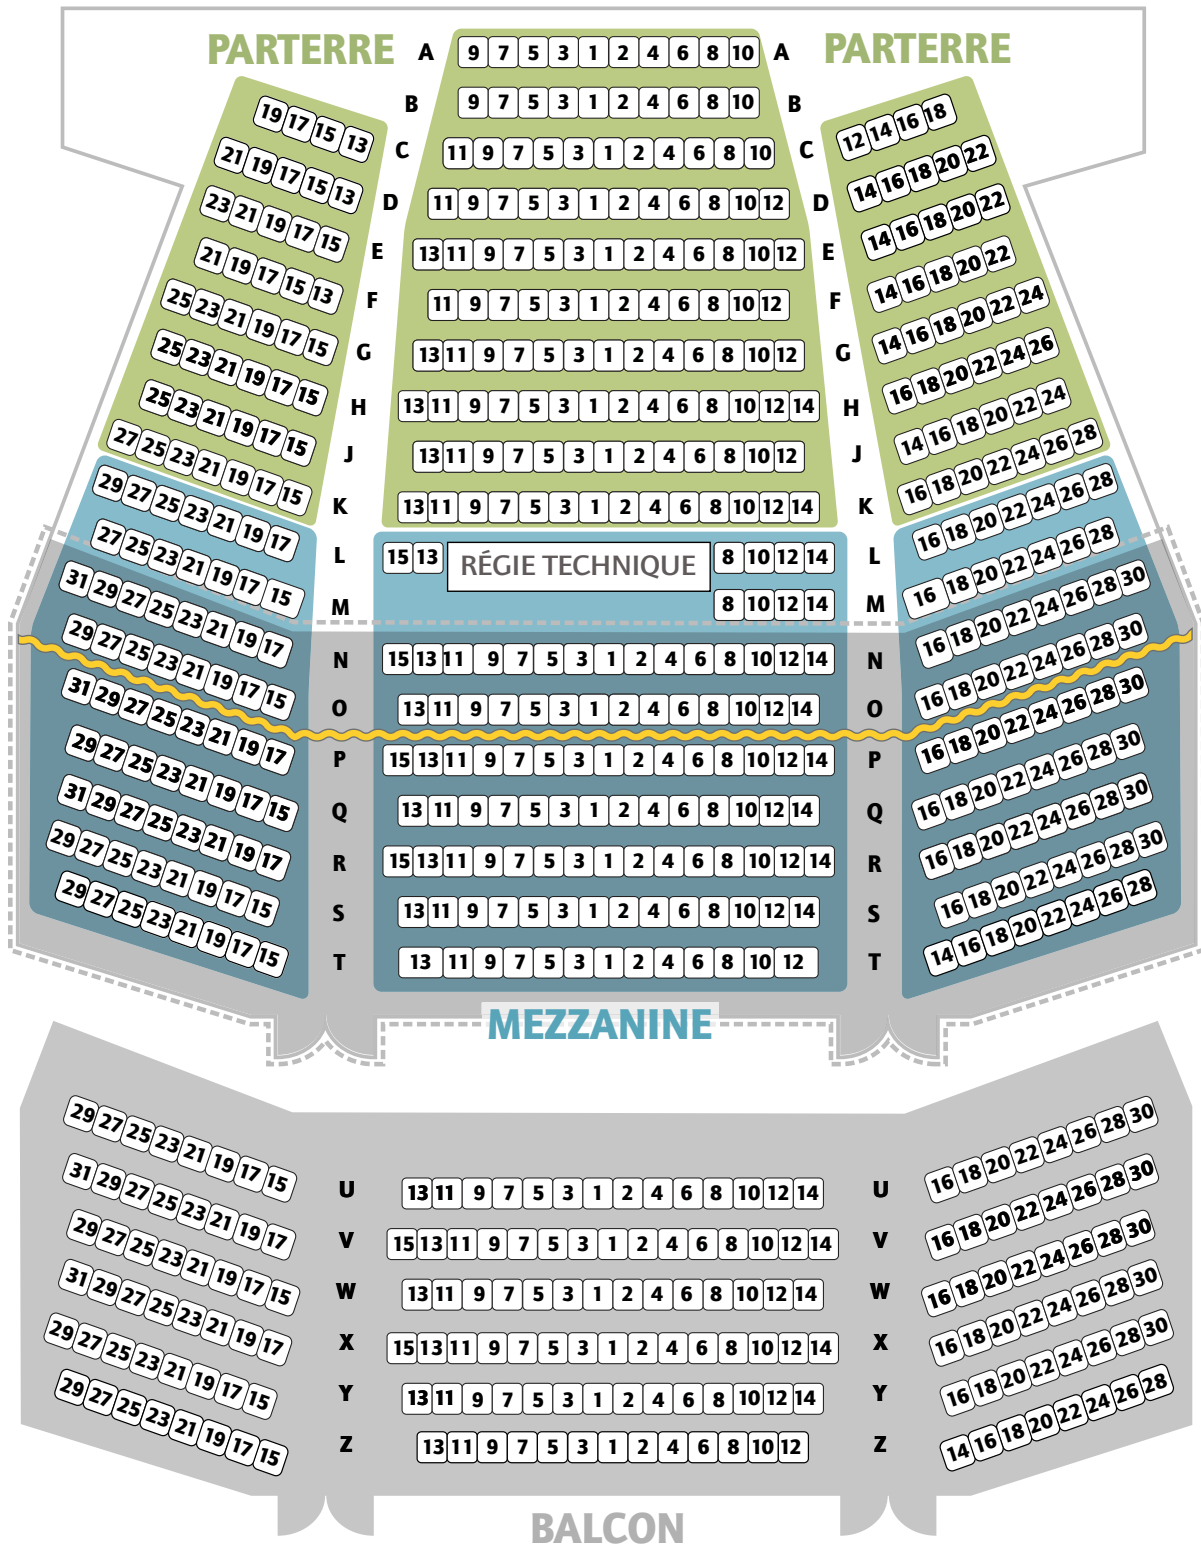 PARTERRE A 9 7 5 3 1 2 4 6 8 10 A PARTERRE
B 9 7 5 3 1 2 4 6 8 10 B
19 17 15 13 C 11 9 7 5 3 1 2 4 6 8 10 C 12 14 16 18
21 19 17 15 13 D 11 9 7 5 3 1 2 4 6 8 10 12 D 14 16 18 20 22
23 21 19 17 15 E 13 11 9 7 5 3 1 2 4 6 8 10 12 E 14 16 18 20 22
21 19 17 15 13 F 11 9 7 5 3 1 2 4 6 8 10 12 F 14 16 18 20 22
25 23 21 19 17 15 G 13 11 9 7 5 3 1 2 4 6 8 10 12 G 14 16 18 20 22 24
25 23 21 19 17 15 H 13 11 9 7 5 3 1 2 4 6 8 10 12 14 H 16 18 20 22 24 26
25 23 21 19 17 15 J 13 11 9 7 5 3 1 2 4 6 8 10 12 J 14 16 18 20 22 24
27 25 23 21 19 17 15 K 13 11 9 7 5 3 1 2 4 6 8 10 12 14 K 16 18 20 22 24 26 28
29 27 25 23 21 19 17 L 15 13 RÉGIE TECHNIQUE 8 10 12 14 L 16 18 20 22 24 26 28
27 25 23 21 19 17 15 M 8 10 12 14 M 16 18 20 22 24 26 28
31 29 27 25 23 21 19 17 N 15 13 11 9 7 5 3 1 2 4 6 8 10 12 14 N 16 18 20 22 24 26 28 30
29 27 25 23 21 19 17 15 O 13 11 9 7 5 3 1 2 4 6 8 10 12 14 O 16 18 20 22 24 26 28 30
31 29 27 25 23 21 19 17 P 15 13 11 9 7 5 3 1 2 4 6 8 10 12 14 P 16 18 20 22 24 26 28 30
29 27 25 23 21 19 17 15 Q 13 11 9 7 5 3 1 2 4 6 8 10 12 14 Q 16 18 20 22 24 26 28 30
31 29 27 25 23 21 19 17 R 15 13 11 9 7 5 3 1 2 4 6 8 10 12 14 R 16 18 20 22 24 26 28 30
29 27 25 23 21 19 17 15 S 13 11 9 7 5 3 1 2 4 6 8 10 12 14 S 16 18 20 22 24 26 28 30
29 27 25 23 21 19 17 15 T 13 11 9 7 5 3 1 2 4 6 8 10 12 T 14 16 18 20 22 24 26 28
MEZZANINE
29 27 25 23 21 19 17 15 U 13 11 9 7 5 3 1 2 4 6 8 10 12 14 U 16 18 20 22 24 26 28 30
31 29 27 25 23 21 19 17 V 15 13 11 9 7 5 3 1 2 4 6 8 10 12 14 V 16 18 20 22 24 26 28 30
29 27 25 23 21 19 17 15 W 13 11 9 7 5 3 1 2 4 6 8 10 12 14 W 16 18 20 22 24 26 28 30
31 29 27 25 23 21 19 17 X 15 13 11 9 7 5 3 1 2 4 6 8 10 12 14 X 16 18 20 22 24 26 28 30
29 27 25 23 21 19 17 15 Y 13 11 9 7 5 3 1 2 4 6 8 10 12 14 Y 16 18 20 22 24 26 28 30
29 27 25 23 21 19 17 15 Z 13 11 9 7 5 3 1 2 4 6 8 10 12 Z 14 16 18 20 22 24 26 28
BALCON